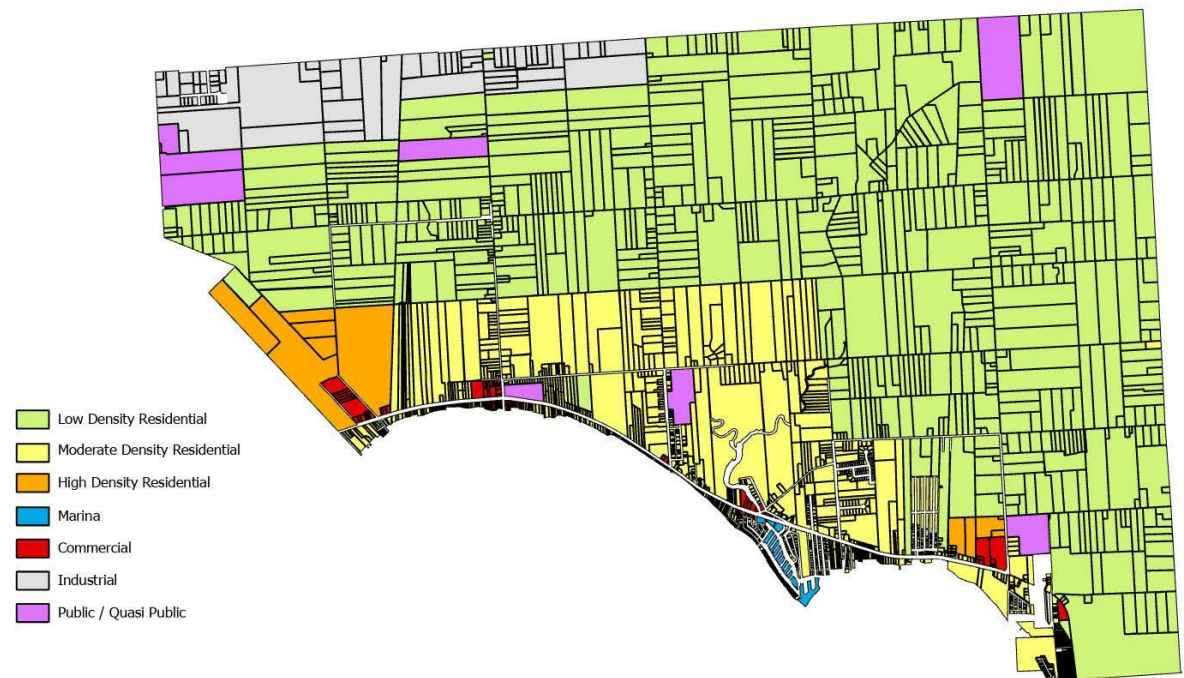 Low Density Residential
Moderate Density Residential
High Density Residential
Marina
Commercial
Industrial
Public / Quasi Public